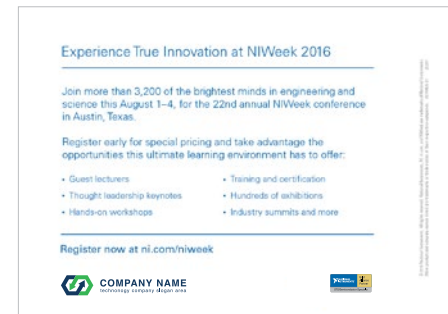 Experience True Innovation at NIWeek 2016
Join more than 3,200 of the brightest minds in engineering and
science this August 1–4, for the 22nd annual NIWeek conference
in Austin, Texas.
Register early for special pricing and take advantage the
opportunities this ultimate learning environment has to offer:
• Guest lecturers
• Thought leadership keynotes
• Hands-on workshops
• Training and certification
• Hundreds of exhibitions
• Industry summits and more
Register now at ni.com/niweek
COMPANY NAME
technology company slogan area